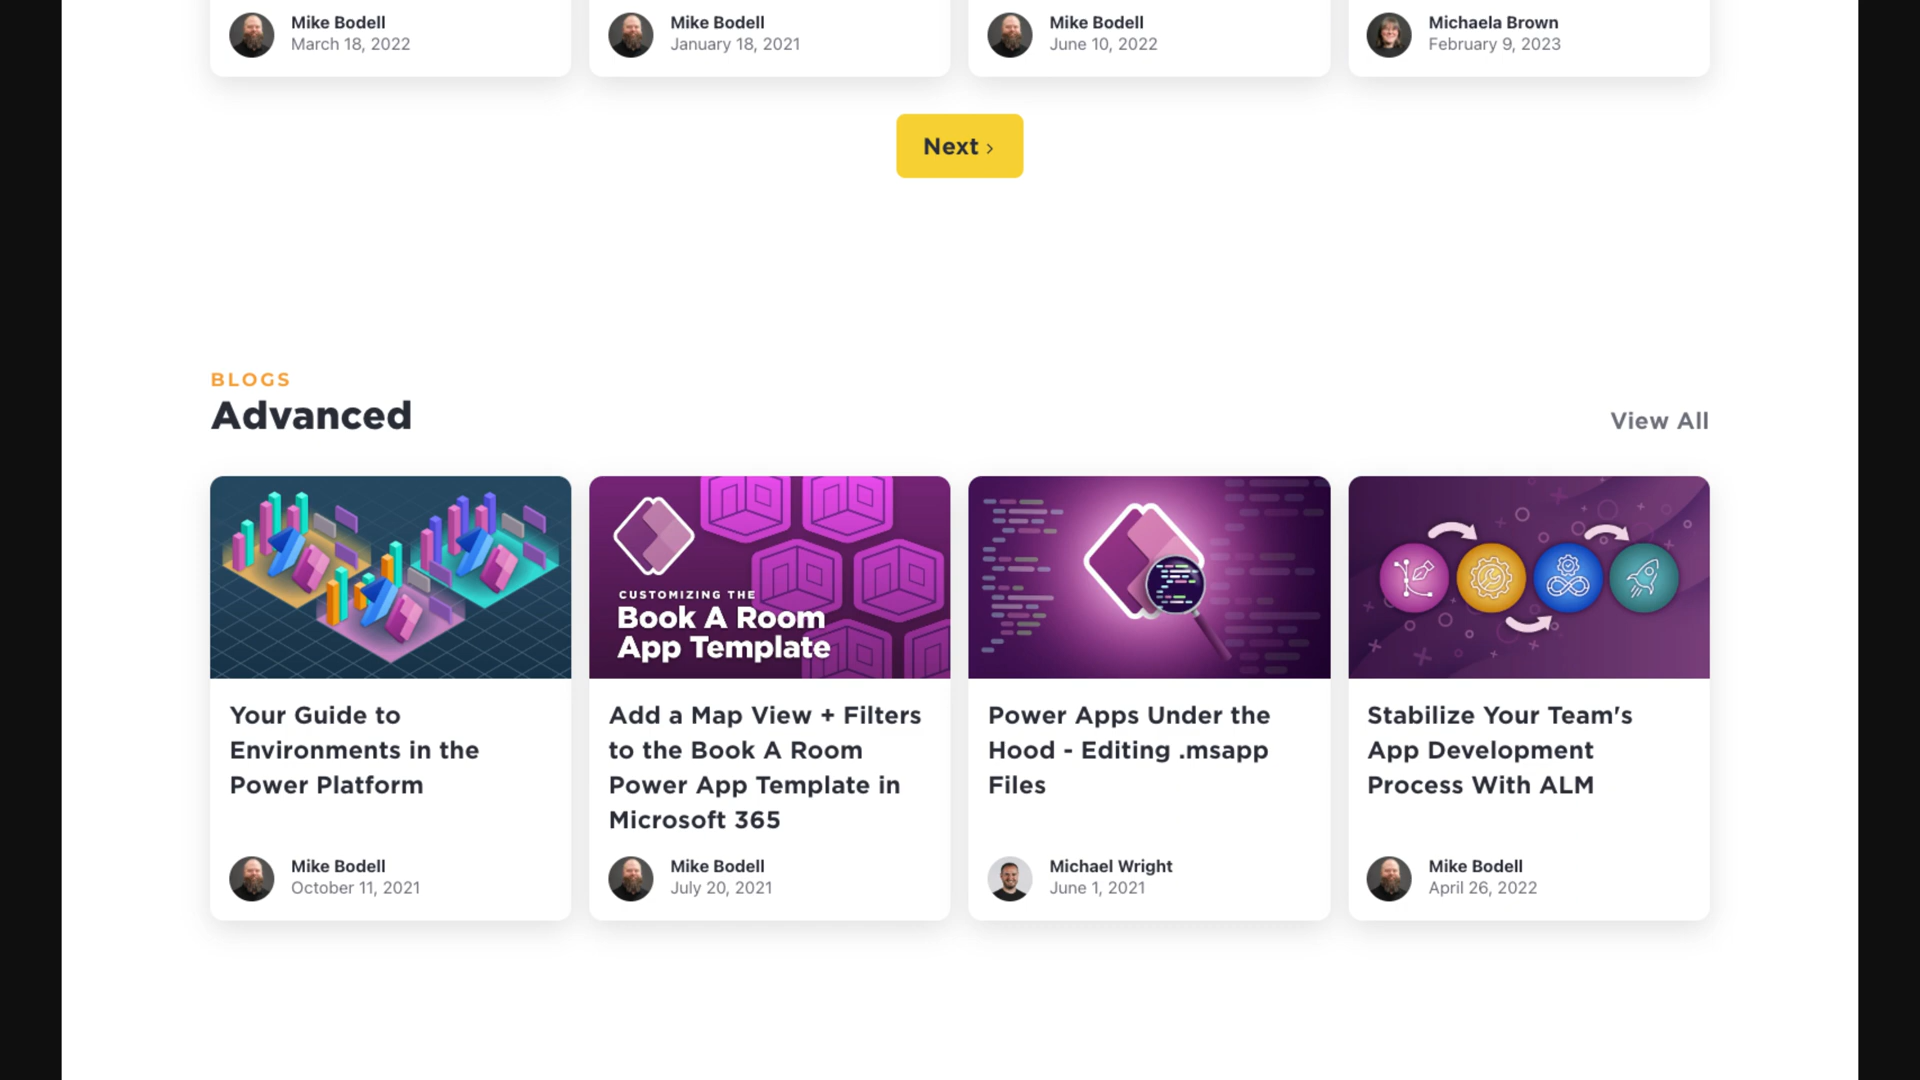 Mike Bodell
March 18, 2022
Mike Bodell
January 18, 2021
Mike Bodell
June 10, 2022
Michaela Brown
February 9, 2023
Next ›
BLOGS
Advanced
View All
CUSTOMIZING THE
Book A Room
App Template
Your Guide to
Environments in the
Power Platform
Mike Bodell
October 11, 2021
Add a Map View + Filters
to the Book A Room
Power App Template in
Microsoft 365
Mike Bodell
July 20, 2021
Power Apps Under the
Hood - Editing .msapp
Files
Michael Wright
June 1, 2021
Stabilize Your Team's
App Development
Process With ALM
Mike Bodell
April 26, 2022